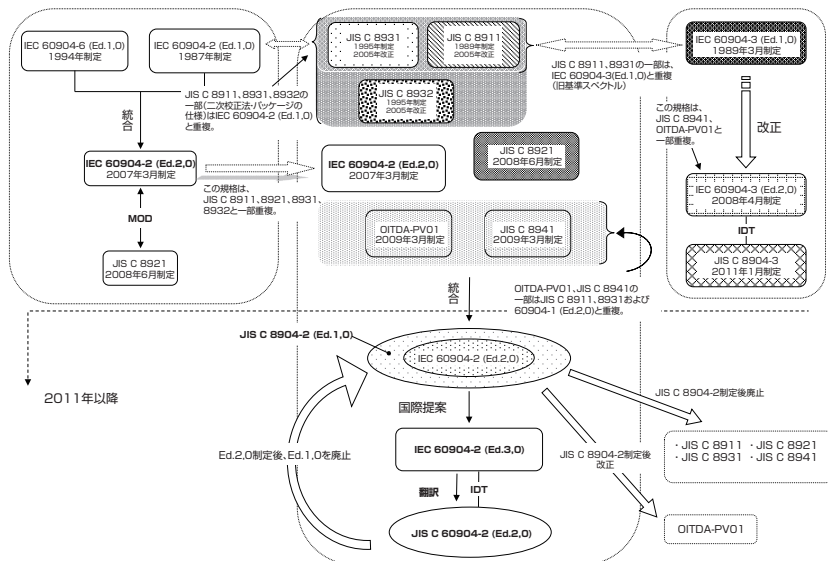 IEC 60904-6 (Ed.1,0)
1994年制定
IEC 60904-2 (Ed.1,0)
1987年制定
JIS C 8931
1995年制定
2005年改正
JIS C 8911
1989年制定
2005年改正
JIS C 8932
1995年制定
2005年改正
IEC 60904-3 (Ed.1,0)
1989年3月制定
JIS C 8911、8931、8932の
一部(二次校正法・パッケージの
仕様)はIEC 60904-2 (Ed.1,0)
と重複。
JIS C 8911、8931の一部は、
IEC 60904-3(Ed.1,0)と重複
(旧基準スペクトル)
この規格は、
JIS C 8941、
OITDA-PV01と
一部重複。
改正
統合
IEC 60904-2 (Ed.2,0)
2007年3月制定
この規格は、
JIS C 8911、8921、8931、
8932と一部重複。
IEC 60904-2 (Ed.2,0)
2007年3月制定
JIS C 8921
2008年6月制定
IEC 60904-3 (Ed.2,0)
2008年4月制定
MOD
JIS C 8921
2008年6月制定
OITDA-PV01
2009年3月制定
JIS C 8941
2009年3月制定
IDT
JIS C 8904-3
2011年1月制定
統合
OITDA-PV01、JIS C 8941の
一部はJIS C 8911、8931および
60904-1 (Ed.2,0)と重複。
JIS C 8904-2 (Ed.1,0)
IEC 60904-2 (Ed.2,0)
2011年以降
国際提案
JIS C 8904-2制定後廃止
・JIS C 8911 ・JIS C 8921
・JIS C 8931 ・JIS C 8941
Ed.2,0制定後、Ed.1,0を廃止
IEC 60904-2 (Ed.3,0)
JIS C 8904-2制定後
改正
翻訳
IDT
JIS C 60904-2 (Ed.2,0)
OITDA-PV01